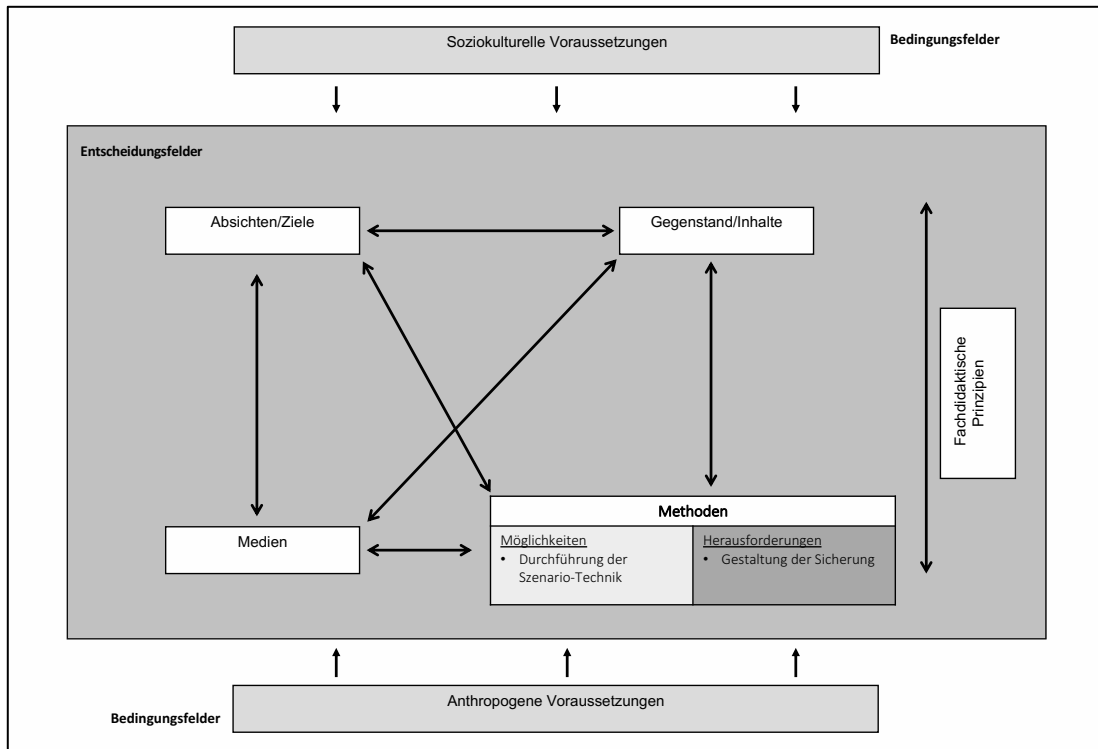 Soziokulturelle Voraussetzungen
Bedingungsfelder
Entscheidungsfelder
Absichten/Ziele
Gegenstand/Inhalte
Fachdidaktische
Prinzipien
Medien
Methoden
Möglichkeiten
• Durchführung der
Szenario-Technik
Herausforderungen
• Gestaltung der Sicherung
Anthropogene Voraussetzungen
Bedingungsfelder